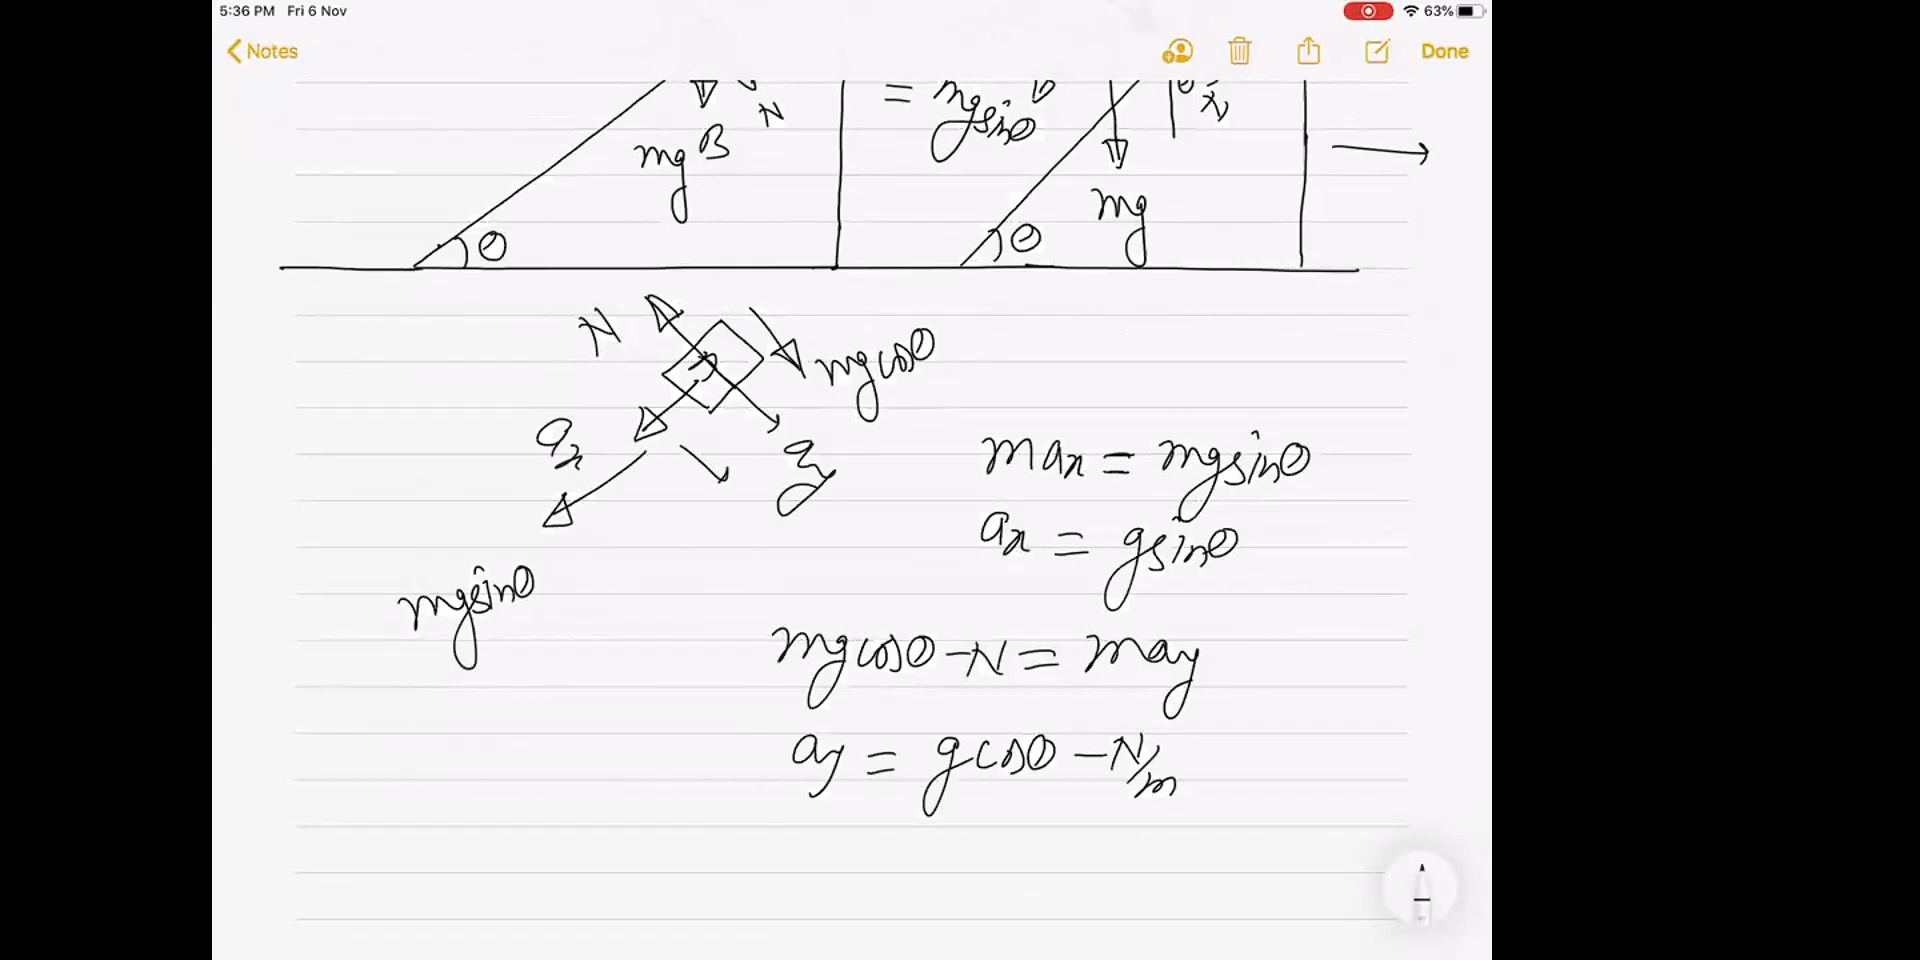 5:36 PM Fri 6 Nov
63%
Notes
Done
N
mg B
θ
= mg sinθ
mg
θ
N
mg cosθ
ax
ay
mg sinθ
max = mg sinθ
ax = g sinθ
mg cosθ - N = may
ay = g cosθ - N/m